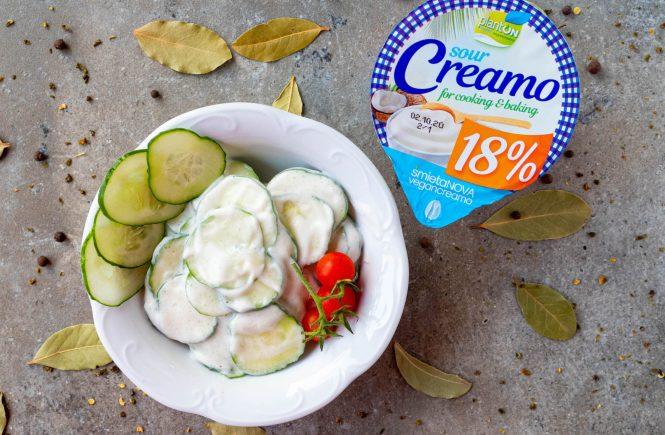 plantON
sour
Creamo
for cooking & baking
02.10.20
2/1
18%
śmietaNOVA
vegancreamo